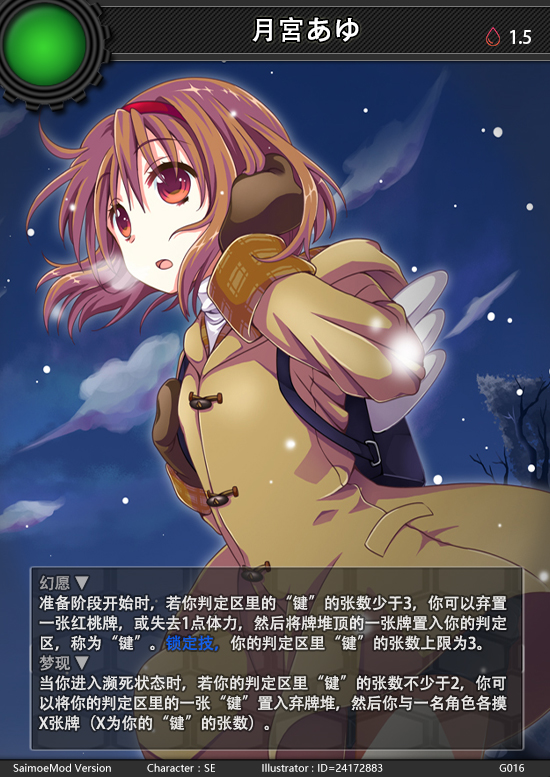 月宮あゆ
1.5
幻愿▼
准备阶段开始时，若你判定区里的“键”的张数少于3，你可以弃置
一张红桃牌，或失去1点体力，然后将牌堆顶的一张牌置入你的判定
区，称为“键”。锁定技，你的判定区里“键”的张数上限为3。
梦现▼
当你进入濒死状态时，若你的判定区里“键”的张数不少于2，你可
以将你的判定区里的一张“键”置入弃牌堆，然后你与一名角色各摸
X张牌（X为你的“键”的张数）。
SaimoeMod Version Character : SE Illustrator : ID=24172883 G016